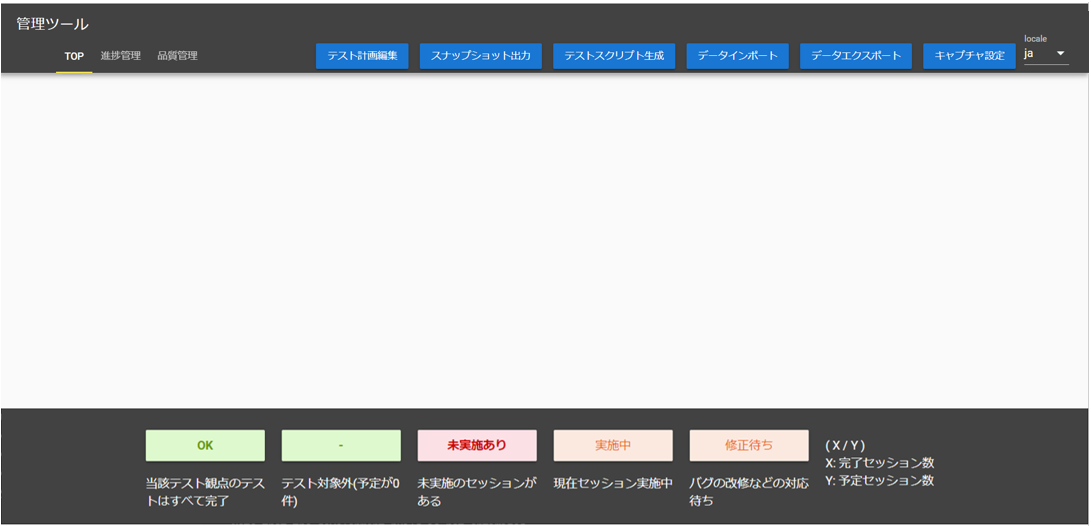 管理ツール
locale
TOP 進捗管理 品質管理 テスト計画編集 スナップショット出力 テストスクリプト生成 データインポート データエクスポート キャプチャ設定 ja
OK
当該テスト観点のテス
トはすべて完了
-
テスト対象外(予定が0
件)
未実施あり
未実施のセッションが
ある
実施中
現在セッション実施中
修正待ち
バグの改修などの対応
待ち
( X / Y )
X: 完了セッション数
Y: 予定セッション数